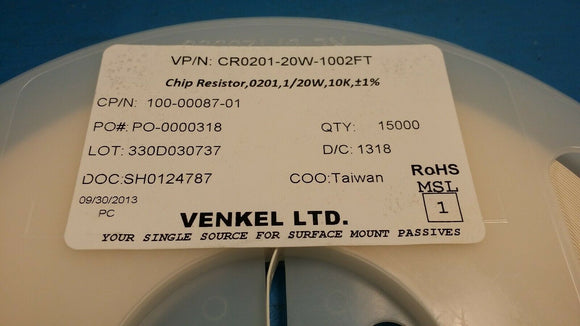 VP/N: CR0201-20W-1002FT
Chip Resistor,0201,1/20W,10K,±1%
CP/N: 100-00087-01
PO#: PO-0000318 QTY: 15000
LOT: 330D030737 D/C: 1318
DOC:SH0124787 COO:Taiwan
RoHS
MSL
1
09/30/2013
PC
VENKEL LTD.
YOUR SINGLE SOURCE FOR SURFACE MOUNT PASSIVES